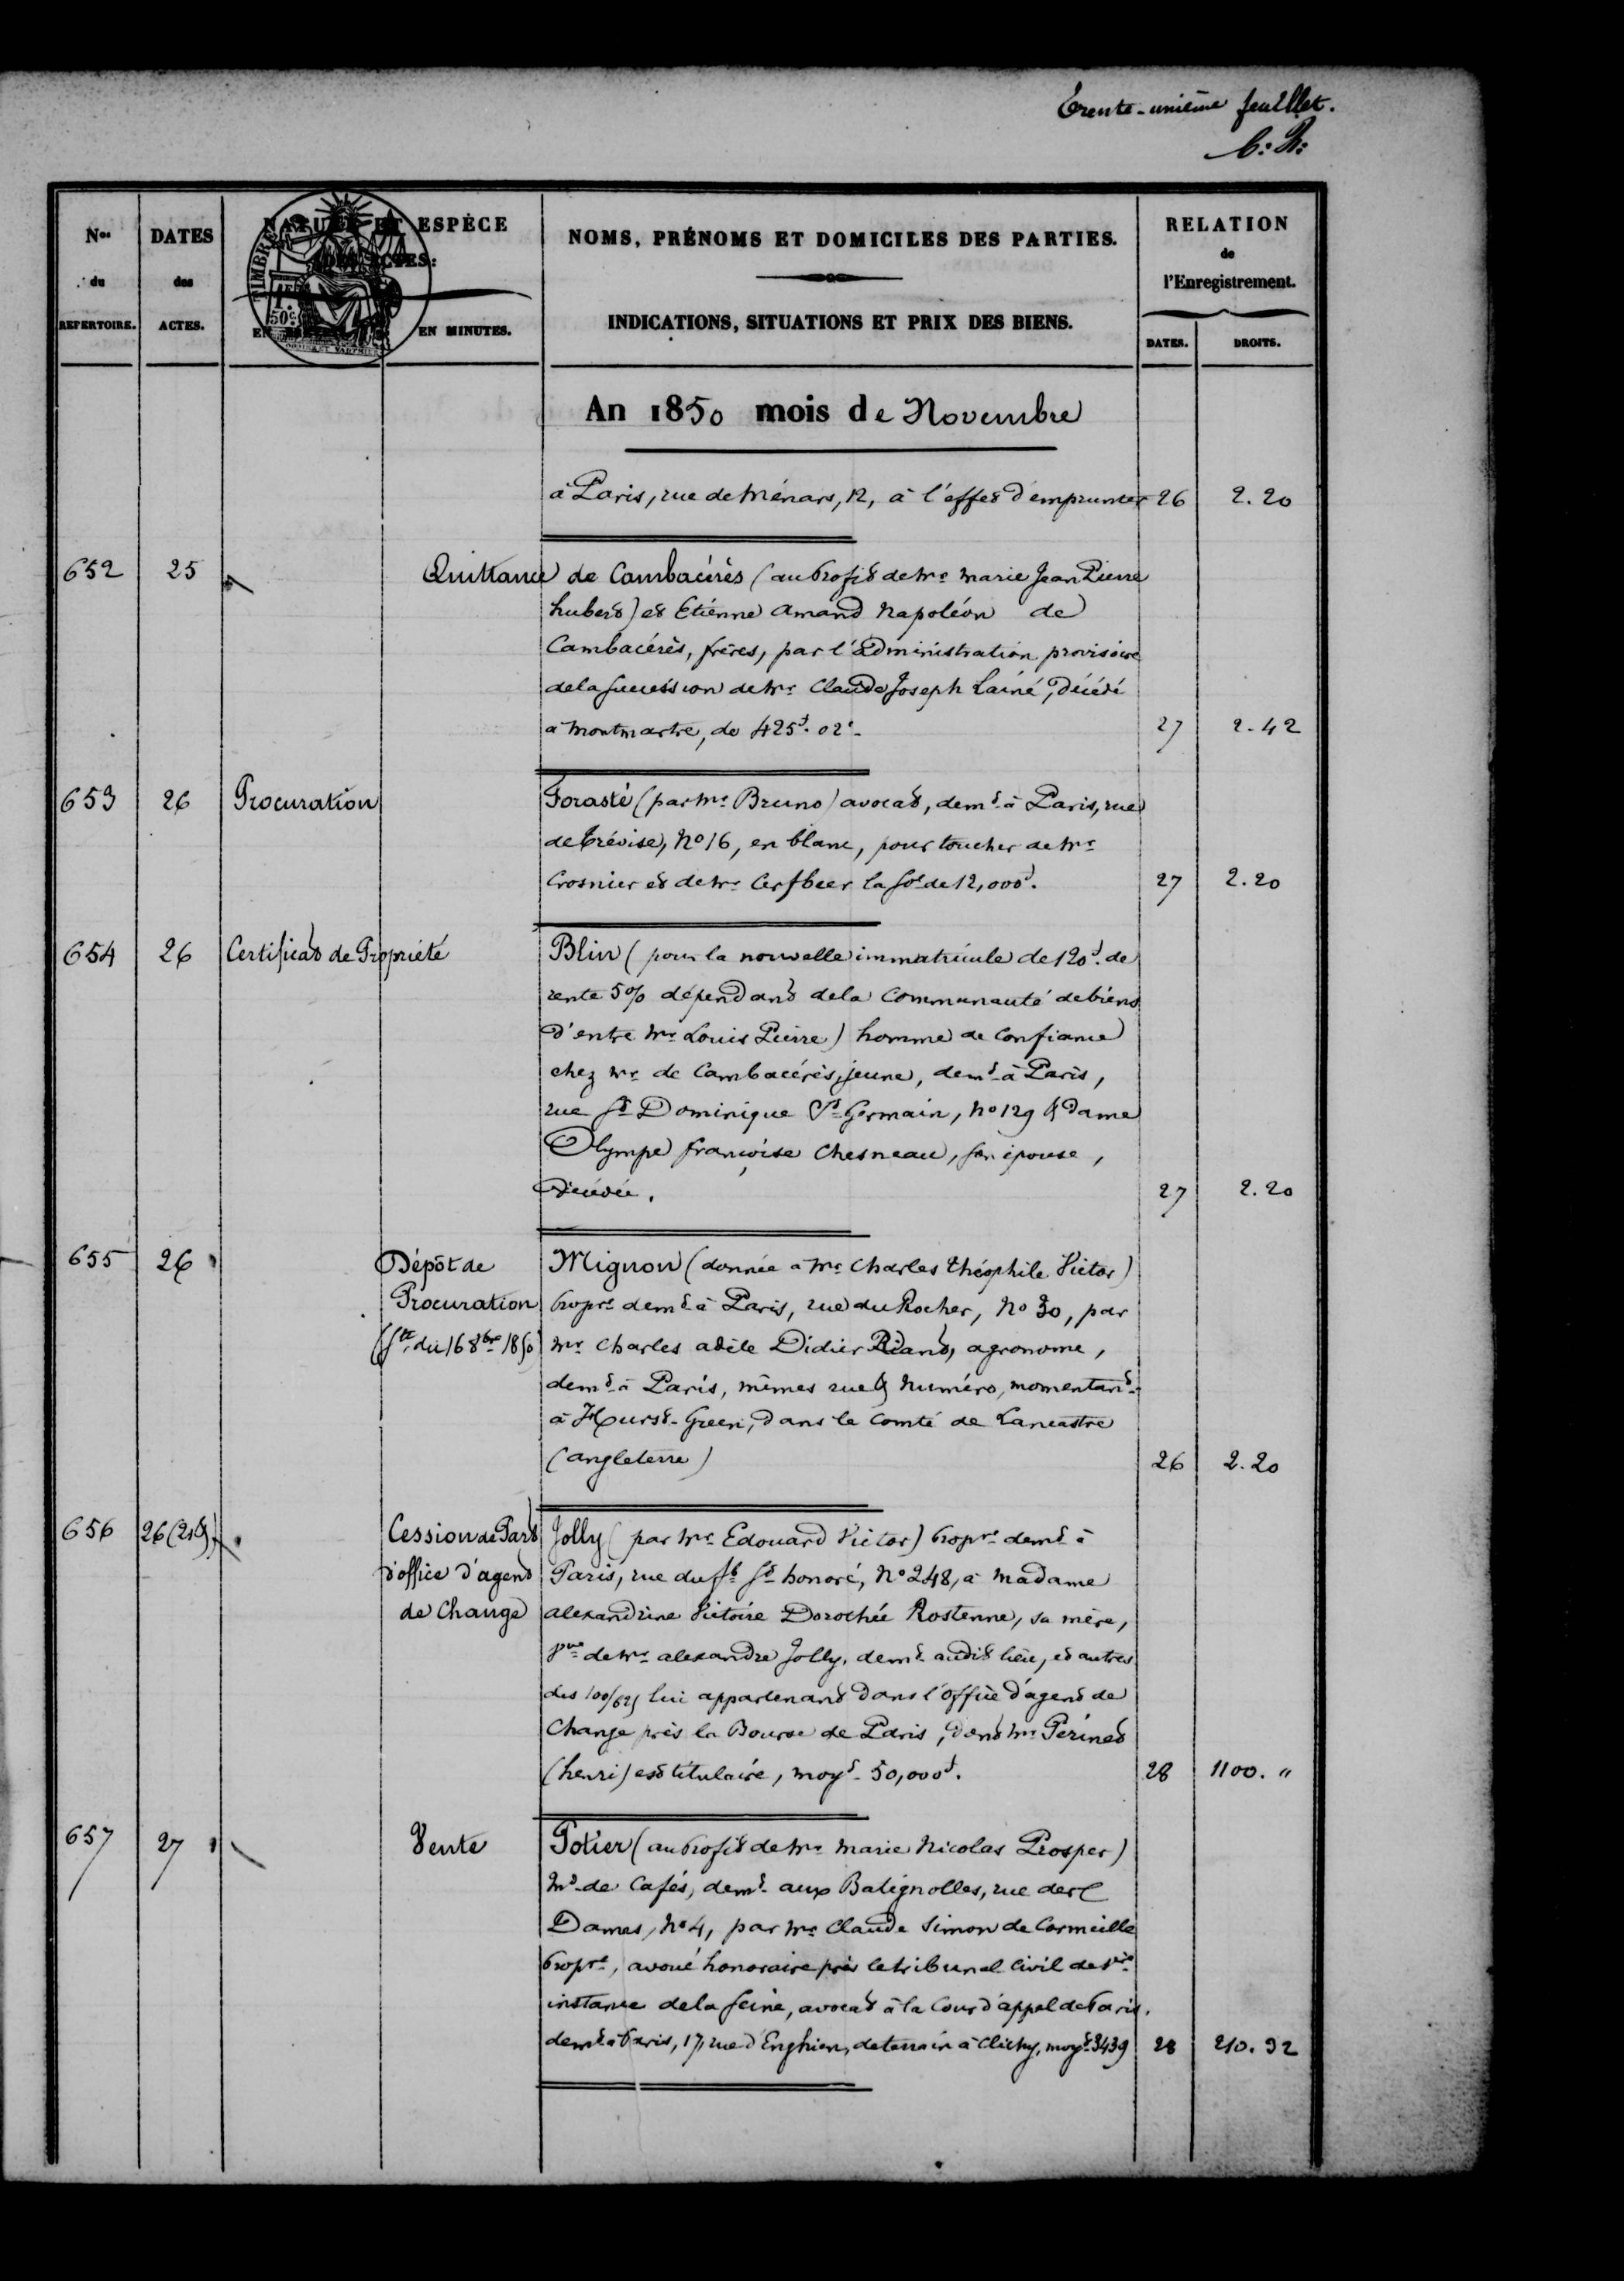 Trente-unième feuillet.
C. R.
Nos du REPERTOIRE.
DATES des ACTES.
NATURE ET ESPÈCE DES ACTES:
EN MINUTES.
TIMBRE
1F. 50c.
NOMS, PRÉNOMS ET DOMICILES DES PARTIES.
INDICATIONS, SITUATIONS ET PRIX DES BIENS.
RELATION de l'Enregistrement.
DATES.
DROITS.
An 1850 mois de Novembre
à Paris, rue de Ménars, 12, à l'effet d'emprunter 26 2.20
652 25 Quittance de Cambacérès (au profit de Mrs Marie Jean Pierre
hubert) et Etienne Amand Napoléon de
Cambacérès, frères, par l'administration provisoire
de la succession de Mr Claude Joseph Lainé, décédé
à Montmartre, de 425f. 02c. 27 2.42
653 26 Procuration Forasté (par Mr Bruno) avocat, demt à Paris, rue
de trévise, No 16, en blanc, pour toucher de Mr
Crosnier et de Mr Cerfbeer la se de 12,000f. 27 2.20
654 26 Certificat de Propriété Blin (pour la nouvelle immatricule de 120f. de
rente 5% dépendant de la Communauté de biens
d'entre Mr Louis Pierre) homme de Confiance
chez Mr de Cambacérès, jeune, demt à Paris,
rue St Dominique St Germain, No 129 & dame
Olympe françoise Chesneau, son épouse,
décédée. 27 2.20
655 26 Dépôt de Mignon (donnée à Mr Charles théophile Victor)
Procuration propre demt à Paris, rue du Rocher, No 30, par
(Ste du 16 8bre 1850) Mr Charles adèle Didier Riant, agronome,
demt à Paris, mêmes rue & numéro, momentant
à Hurst-Green, dans le Comté de Lancastre
(angleterre) 26 2.20
656 26 (21 &) Cession de Part Jolly (par Mr Edouard Victor) propre demt à
d'office d'agent Paris, rue du fb St honoré, No 248, à Madame
de Change alexandrine Victoire Dorothée Rostenne, sa mère,
Vve de Mr alexandre Jolly, demt audit lieu, et autres
des 100/625 lui appartenant dans l'office d'agent de
Change près la Bourse de Paris, dont Mr Périnet
(henri) est titulaire, moyt 50,000f. 28 1100. "
657 27 Vente Potier (au profit de Mr Marie Nicolas Prosper)
Md de Cafés, demt aux Batignolles, rue des
Dames, No 4, par Mr Claude Simon de Cormeille
propre, avoué honoraire près le tribunal Civil de 1ère
instance de la Seine, avocat à la Cour d'appel de Paris,
demt à Paris, 17, rue d'Enghien, de terrain à Clichy, moyt 3439 28 210.92